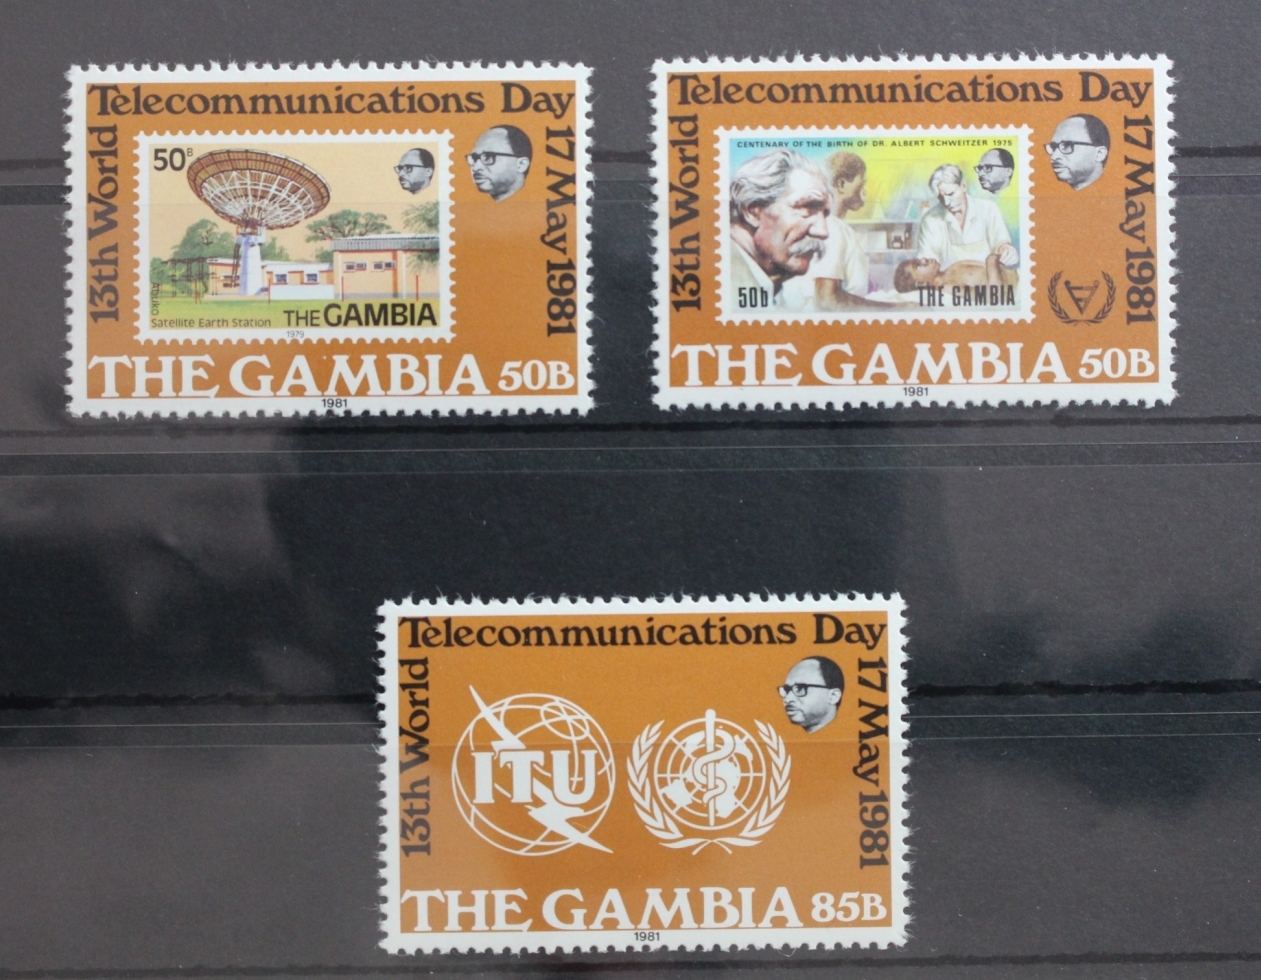 13th World
Telecommunications Day
17 May 1981
50B
Abuko
Satellite Earth Station
THE GAMBIA
1979
THE GAMBIA 50B
1981
13th World
Telecommunications Day
17 May 1981
CENTENARY OF THE BIRTH OF DR. ALBERT SCHWEITZER 1975
50b
THE GAMBIA
THE GAMBIA 50B
1981
13th World
Telecommunications Day
17 May 1981
ITU
THE GAMBIA 85B
1981